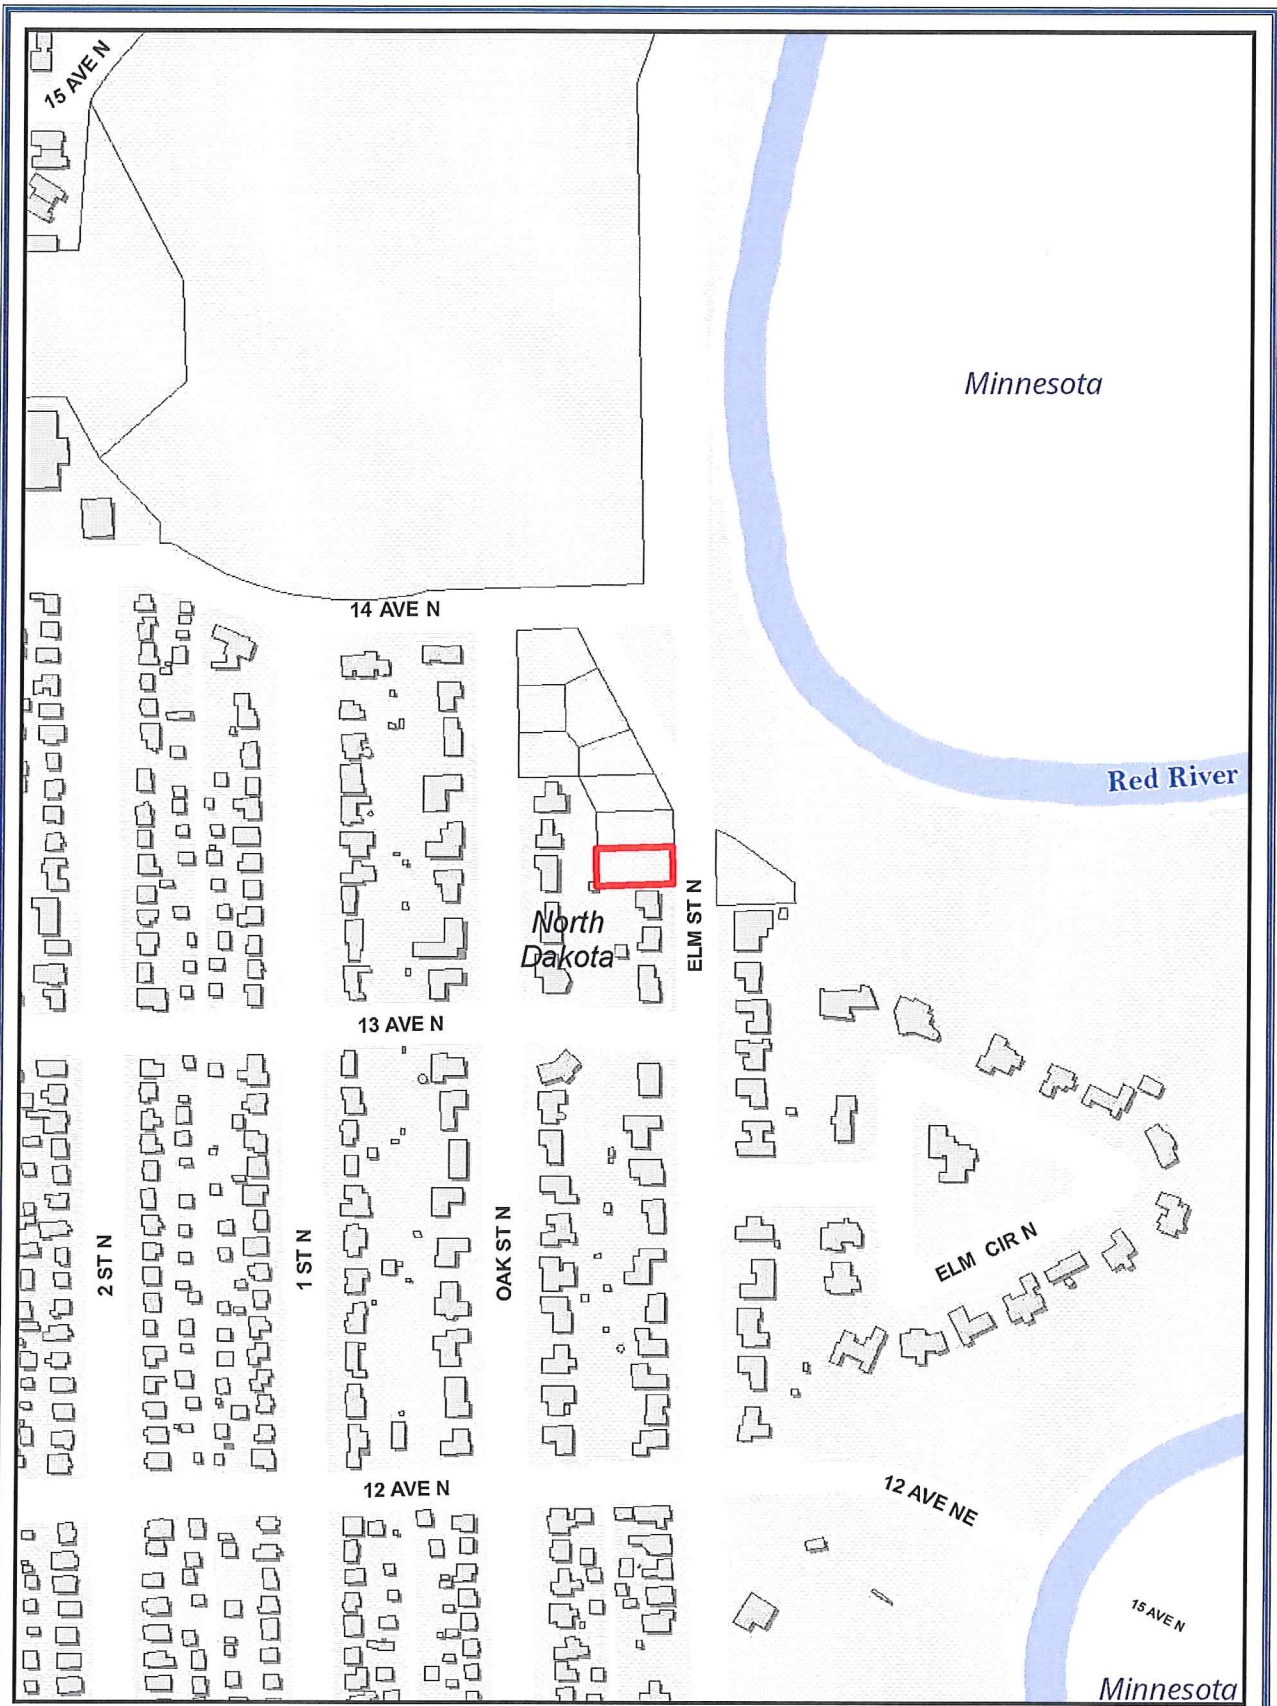 15 AVE N
Minnesota
Red River
14 AVE N
North
Dakota
ELM ST N
13 AVE N
2 ST N
1 ST N
OAK ST N
ELM CIR N
12 AVE N
12 AVE NE
15 AVE N
Minnesota